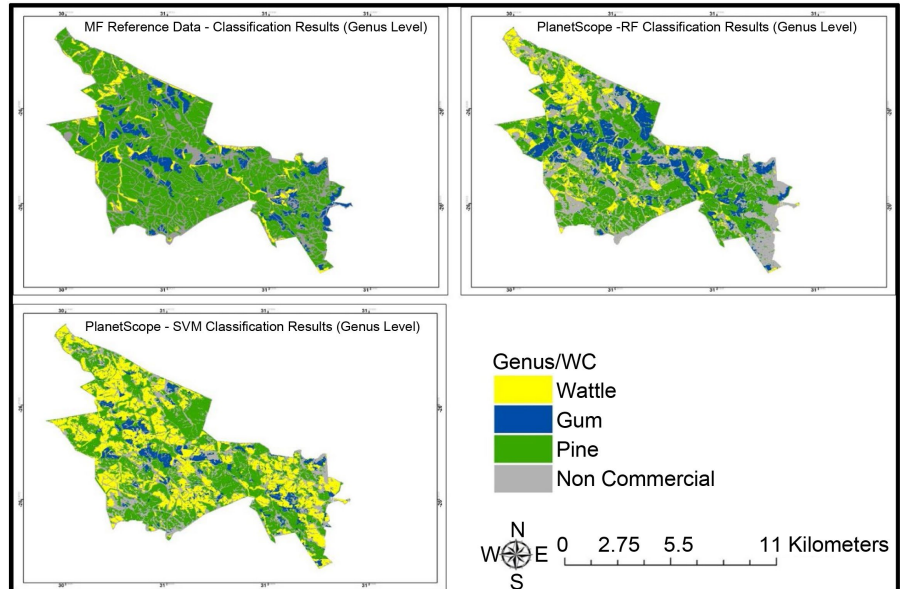 MF Reference Data - Classification Results (Genus Level)
PlanetScope -RF Classification Results (Genus Level)
PlanetScope - SVM Classification Results (Genus Level)
Genus/WC
Wattle
Gum
Pine
Non Commercial
N
W E
S
0 2.75 5.5 11 Kilometers